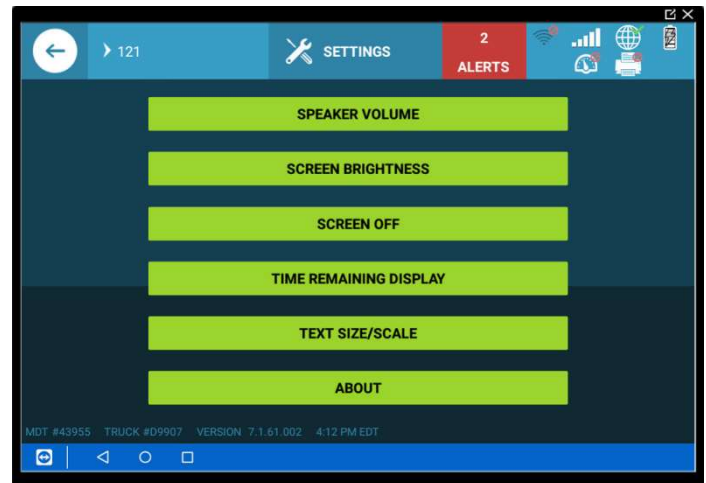 121
SETTINGS
2
ALERTS
SPEAKER VOLUME
SCREEN BRIGHTNESS
SCREEN OFF
TIME REMAINING DISPLAY
TEXT SIZE/SCALE
ABOUT
MDT #43955 TRUCK #D9907 VERSION 7.1.61.002 4:12 PM EDT